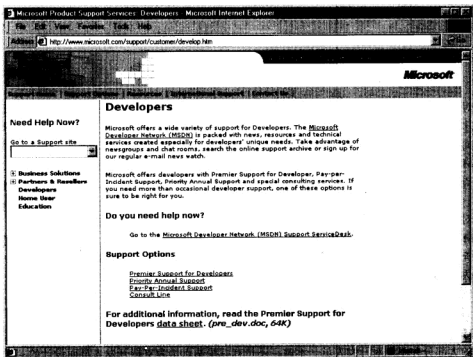 Microsoft Product Support Services: Developers - Microsoft Internet Explorer
File Edit View Favorites Tools Help
Address http://www.microsoft.com/support/customer/develop.htm
Microsoft
Need Help Now?
Go to a Support site
Business Solutions
Partners & Resellers
Developers
Home User
Education
Developers
Microsoft offers a wide variety of support for Developers. The Microsoft
Developer Network (MSDN) is packed with news, resources and technical
services created especially for developers' unique needs. Take advantage of
newsgroups and chat rooms, search the online support archive or sign up for
our regular e-mail news watch.
Microsoft offers developers with Premier Support for Developer, Pay-per-
Incident Support, Priority Annual Support and special consulting services. If
you need more than occasional developer support, one of these options is
sure to be right for you.
Do you need help now?
Go to the Microsoft Developer Network (MSDN) Support ServiceDesk.
Support Options
Premier Support for Developers
Priority Annual Support
Pay-Per-Incident Support
Consult Line
For additional information, read the Premier Support for
Developers data sheet. (pre_dev.doc, 64K)